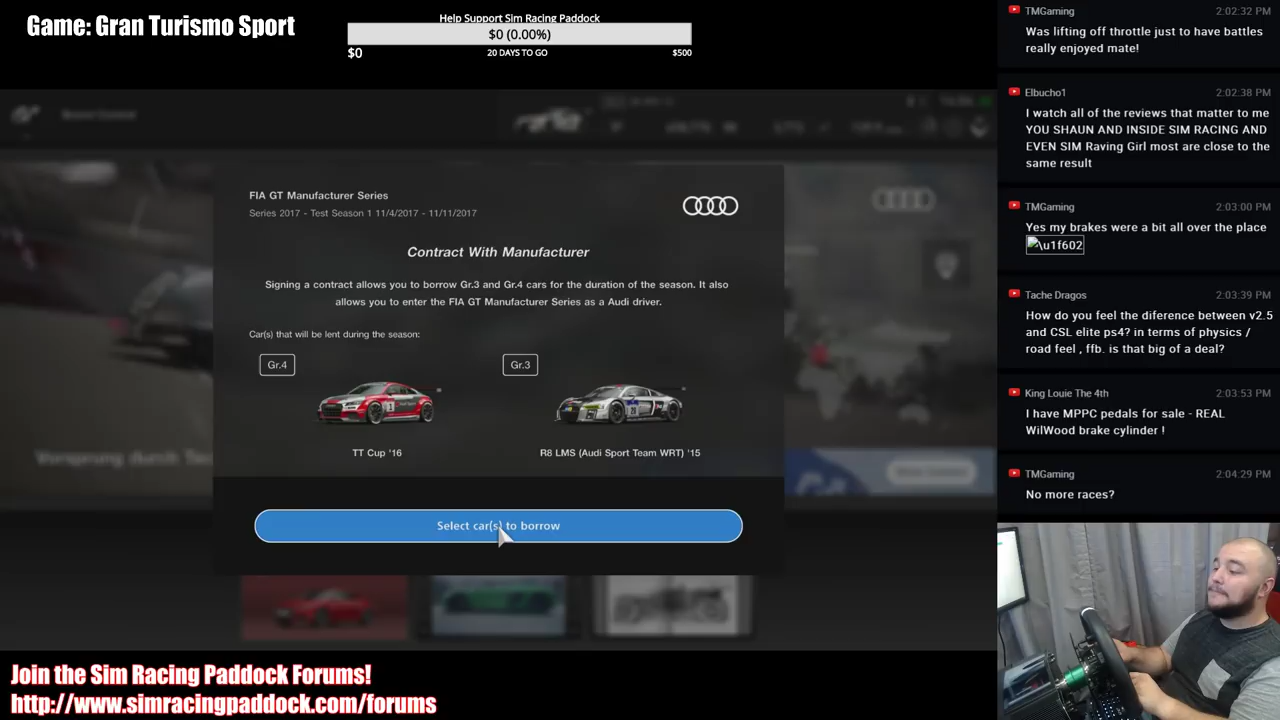 Game: Gran Turismo Sport
Help Support Sim Racing Paddock
$0 (0.00%)
$0
20 DAYS TO GO
$500
FIA GT Manufacturer Series
Series 2017 - Test Season 1 11/4/2017 - 11/11/2017
Contract With Manufacturer
Signing a contract allows you to borrow Gr.3 and Gr.4 cars for the duration of the season. It also
allows you to enter the FIA GT Manufacturer Series as a Audi driver.
Car(s) that will be lent during the season:
Gr.4
Gr.3
TT Cup '16
R8 LMS (Audi Sport Team WRT) '15
Select car(s) to borrow
Join the Sim Racing Paddock Forums!
http://www.simracingpaddock.com/forums
TMGaming
2:02:32 PM
Was lifting off throttle just to have battles
really enjoyed mate!
Elbucho1
2:02:38 PM
I watch all of the reviews that matter to me
YOU SHAUN AND INSIDE SIM RACING AND
EVEN SIM Raving Girl most are close to the
same result
TMGaming
2:03:00 PM
Yes my brakes were a bit all over the place
\u1f602
Tache Dragos
2:03:39 PM
How do you feel the diference between v2.5
and CSL elite ps4? in terms of physics /
road feel , ffb. is that big of a deal?
King Louie The 4th
2:03:53 PM
I have MPPC pedals for sale - REAL
WilWood brake cylinder !
TMGaming
2:04:29 PM
No more races?